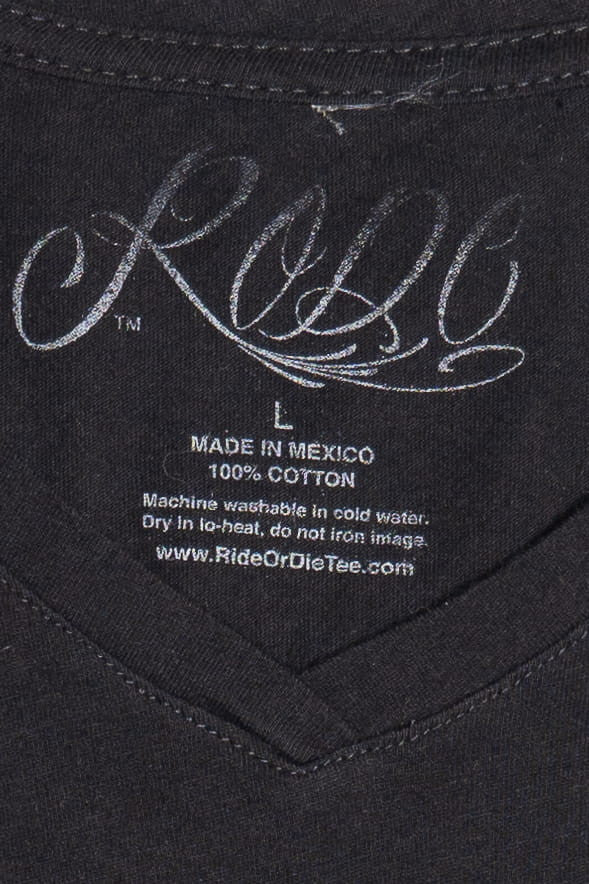 TM
L
MADE IN MEXICO
100% COTTON
Machine washable in cold water.
Dry in lo-heat, do not iron image.
www.RideOrDieTee.com